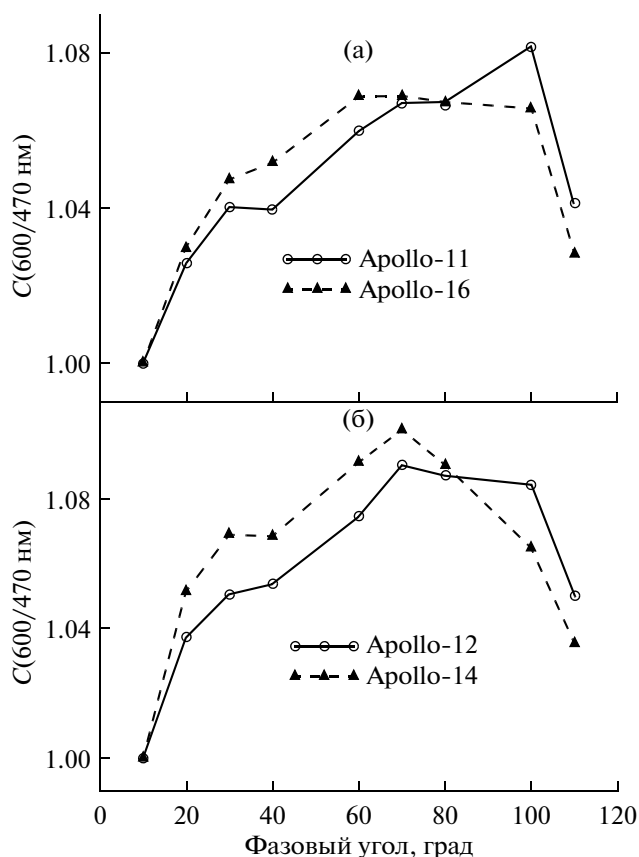 (а)
1.08
1.04
1.00
C(600/470 нм)
Apollo-11
Apollo-16
(б)
1.08
1.04
1.00
C(600/470 нм)
Apollo-12
Apollo-14
0 20 40 60 80 100 120
Фазовый угол, град